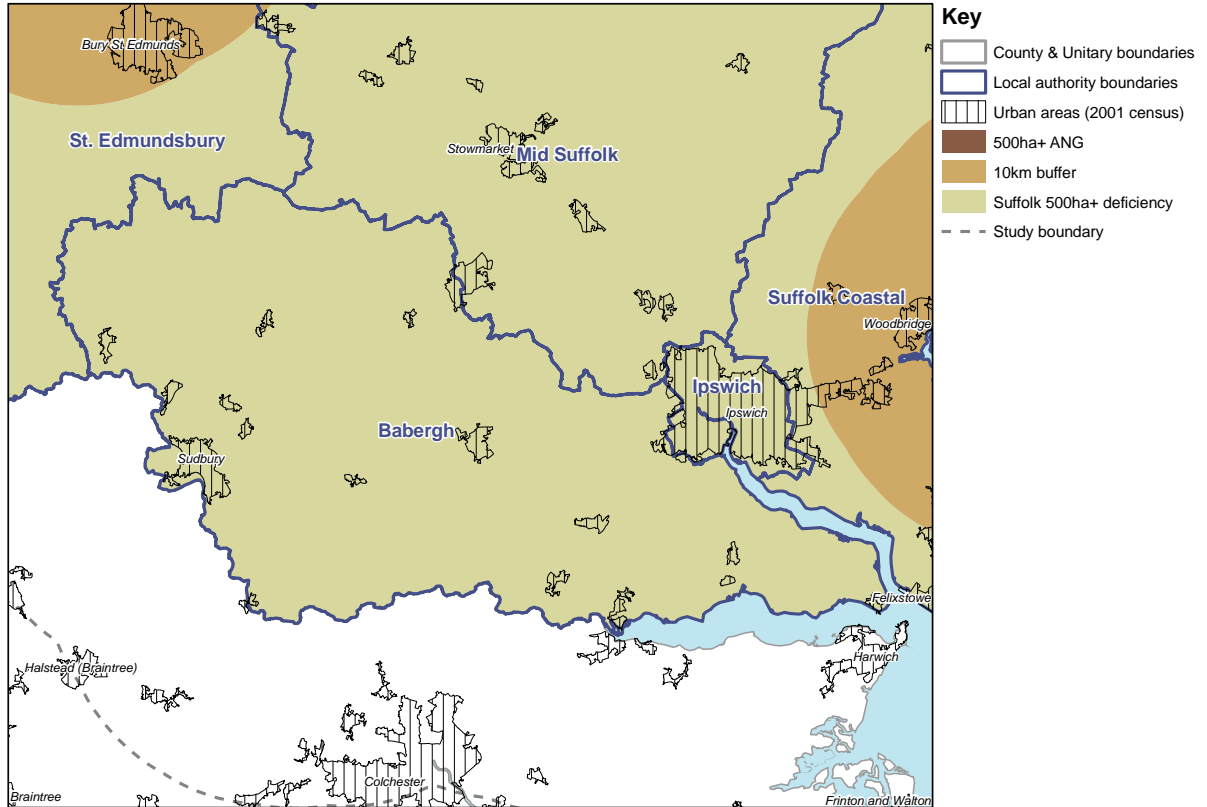 Key
County & Unitary boundaries
Local authority boundaries
Urban areas (2001 census)
500ha+ ANG
10km buffer
Suffolk 500ha+ deficiency
Study boundary
Bury St Edmunds
St. Edmundsbury
Stowmarket
Mid Suffolk
Suffolk Coastal
Woodbridge
Ipswich
Ipswich
Babergh
Sudbury
Felixstowe
Halstead (Braintree)
Harwich
Colchester
Braintree
Frinton and Walton